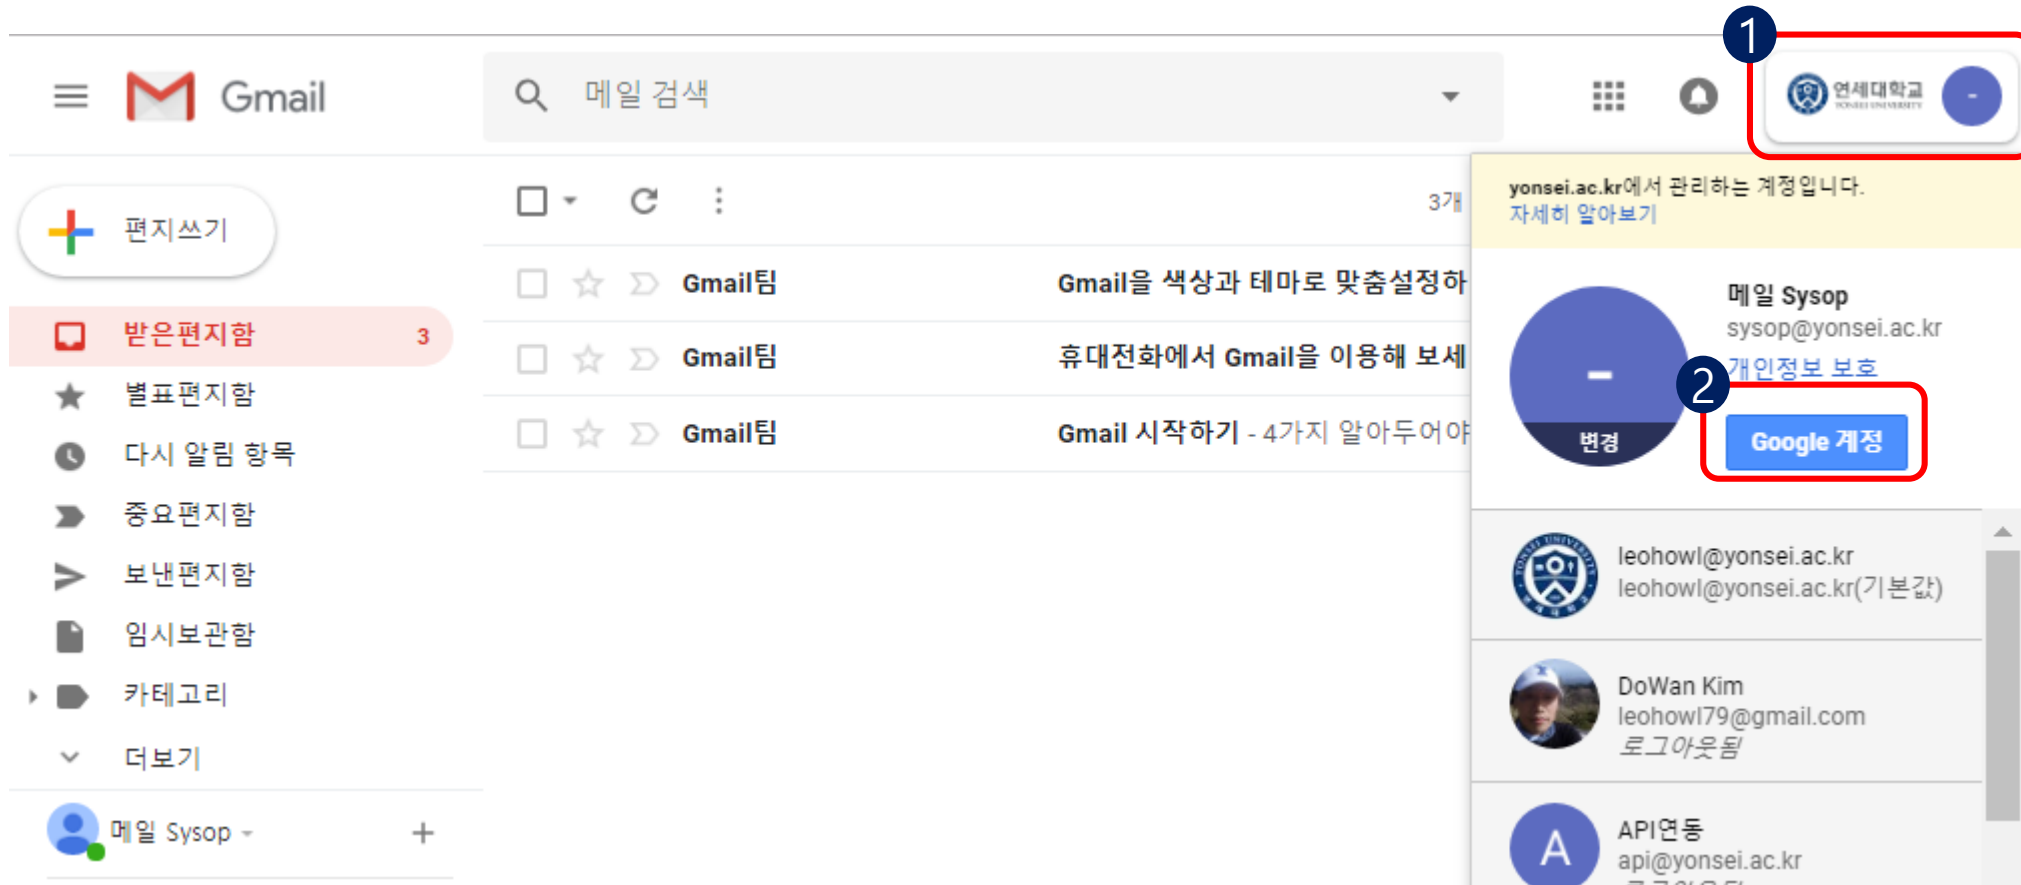 1
Gmail
메일 검색
연세대학교
YONSEI UNIVERSITY
-
편지쓰기
3개
받은편지함 3
별표편지함
다시 알림 항목
중요편지함
보낸편지함
임시보관함
카테고리
더보기
메일 Sysop
Gmail팀 Gmail을 색상과 테마로 맞춤설정하
Gmail팀 휴대전화에서 Gmail을 이용해 보세
Gmail팀 Gmail 시작하기 - 4가지 알아두어야
yonsei.ac.kr에서 관리하는 계정입니다.
자세히 알아보기
메일 Sysop
sysop@yonsei.ac.kr
개인정보 보호
-
변경
2
Google 계정
leohowl@yonsei.ac.kr
leohowl@yonsei.ac.kr(기본값)
DoWan Kim
leohowl79@gmail.com
로그아웃됨
A
API연동
api@yonsei.ac.kr